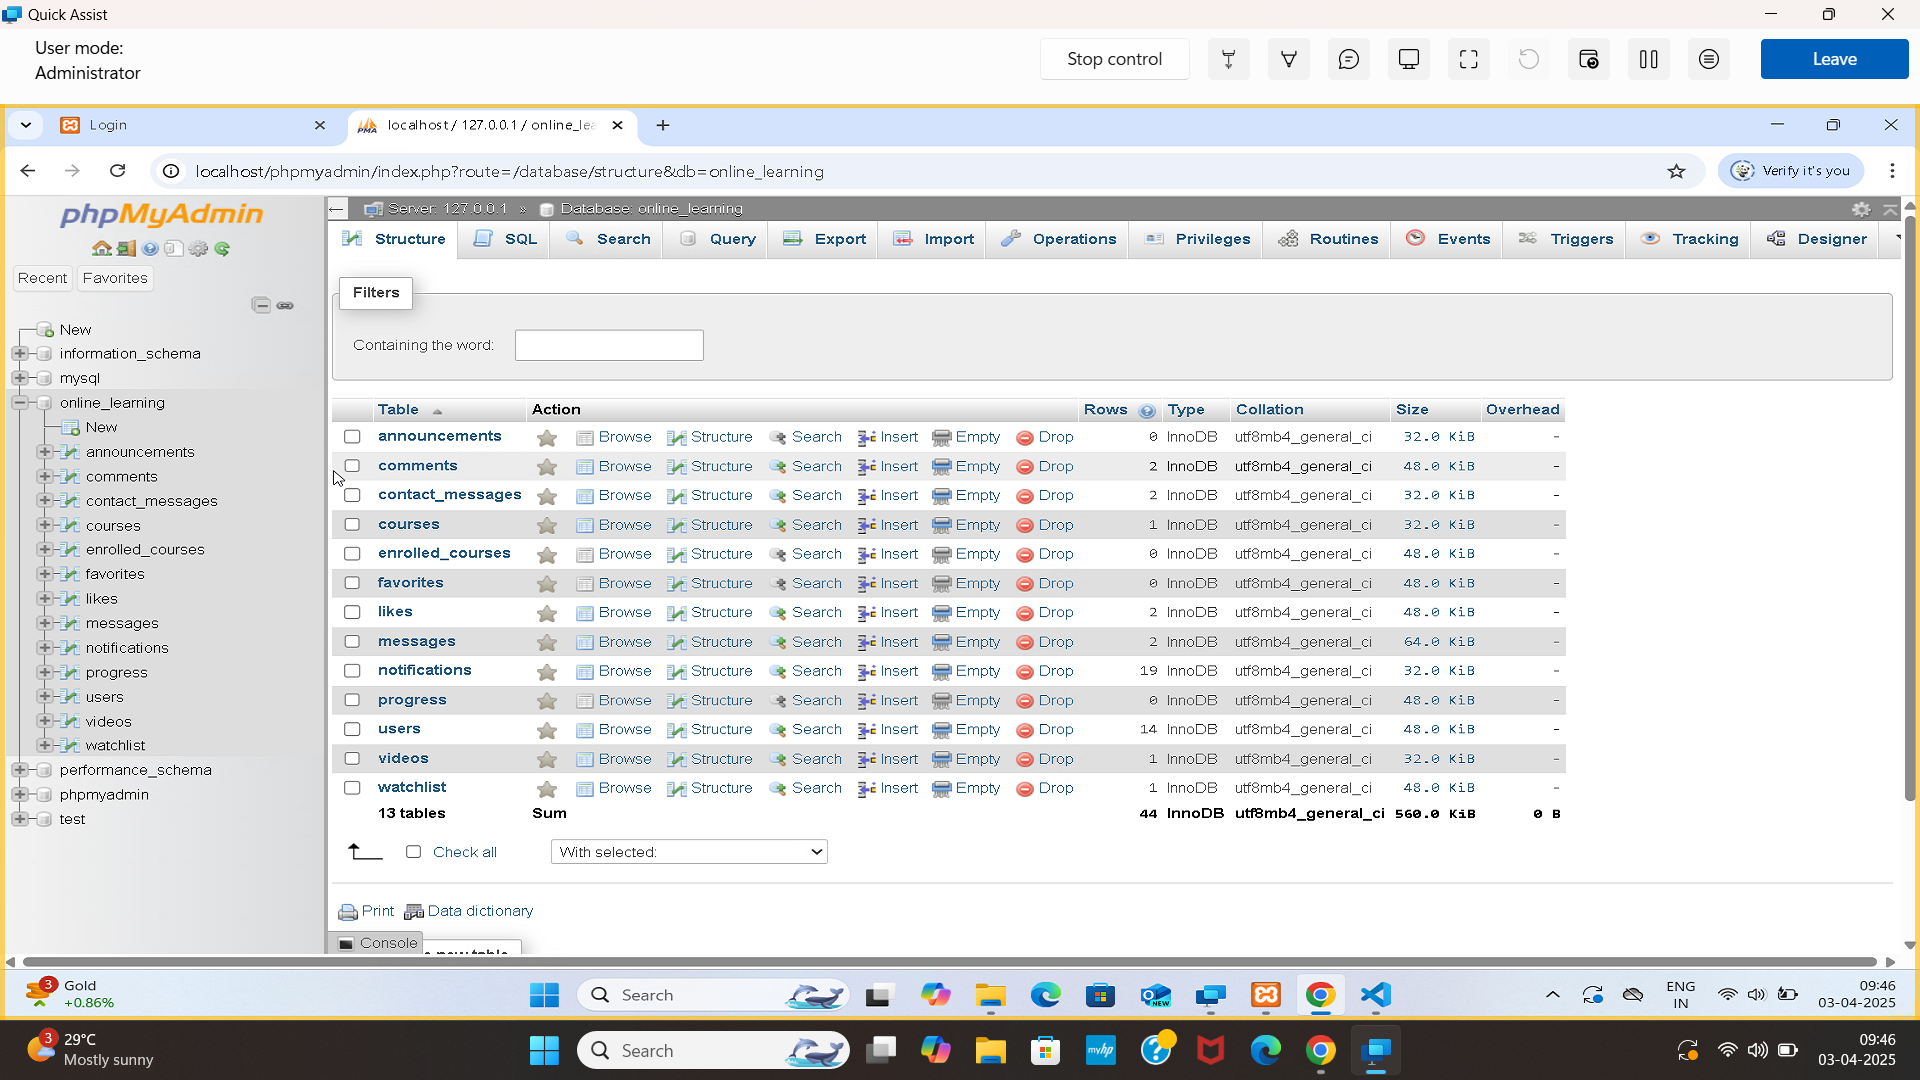 Quick Assist
User mode:
Administrator
Stop control
Leave
Login
localhost / 127.0.0.1 / online_lea
localhost/phpmyadmin/index.php?route=/database/structure&db=online_learning
Verify it's you
phpMyAdmin
Recent Favorites
New
information_schema
mysql
online_learning
New
announcements
comments
contact_messages
courses
enrolled_courses
favorites
likes
messages
notifications
progress
users
videos
watchlist
performance_schema
phpmyadmin
test
Server: 127.0.0.1 » Database: online_learning
Structure SQL Search Query Export Import Operations Privileges Routines Events Triggers Tracking Designer
Filters
Containing the word:
Table Action Rows Type Collation Size Overhead
announcements Browse Structure Search Insert Empty Drop 0 InnoDB utf8mb4_general_ci 32.0 KiB -
comments Browse Structure Search Insert Empty Drop 2 InnoDB utf8mb4_general_ci 48.0 KiB -
contact_messages Browse Structure Search Insert Empty Drop 2 InnoDB utf8mb4_general_ci 32.0 KiB -
courses Browse Structure Search Insert Empty Drop 1 InnoDB utf8mb4_general_ci 32.0 KiB -
enrolled_courses Browse Structure Search Insert Empty Drop 0 InnoDB utf8mb4_general_ci 48.0 KiB -
favorites Browse Structure Search Insert Empty Drop 0 InnoDB utf8mb4_general_ci 48.0 KiB -
likes Browse Structure Search Insert Empty Drop 2 InnoDB utf8mb4_general_ci 48.0 KiB -
messages Browse Structure Search Insert Empty Drop 2 InnoDB utf8mb4_general_ci 64.0 KiB -
notifications Browse Structure Search Insert Empty Drop 19 InnoDB utf8mb4_general_ci 32.0 KiB -
progress Browse Structure Search Insert Empty Drop 0 InnoDB utf8mb4_general_ci 48.0 KiB -
users Browse Structure Search Insert Empty Drop 14 InnoDB utf8mb4_general_ci 48.0 KiB -
videos Browse Structure Search Insert Empty Drop 1 InnoDB utf8mb4_general_ci 32.0 KiB -
watchlist Browse Structure Search Insert Empty Drop 1 InnoDB utf8mb4_general_ci 48.0 KiB -
13 tables Sum 44 InnoDB utf8mb4_general_ci 560.0 KiB 0 B
Check all With selected:
Print Data dictionary
Console
3 Gold
+0.86%
Search
ENG
IN
09:46
03-04-2025
3 29°C
Mostly sunny
Search
09:46
03-04-2025